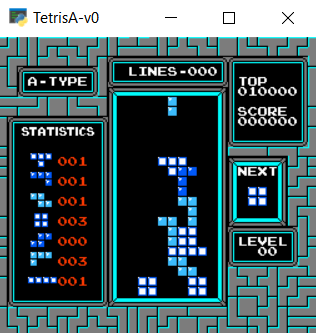 TetrisA-v0
A-TYPE
LINES-000
TOP
010000
SCORE
000000
STATISTICS
001
001
001
003
000
003
001
NEXT
LEVEL
00